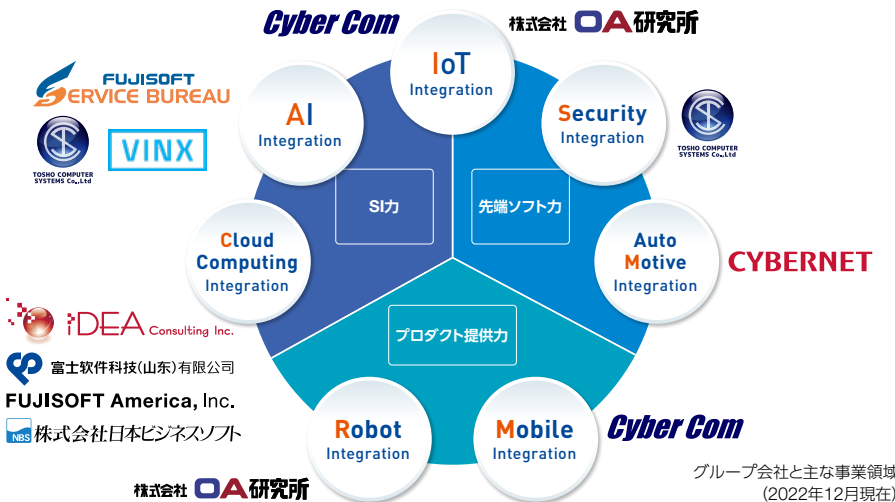 Cyber Com
株式会社 OA研究所
IoT
Integration
FUJISOFT
SERVICE BUREAU
AI
Integration
Security
Integration
TOSHO COMPUTER
SYSTEMS Co.,Ltd
TOSHO COMPUTER
SYSTEMS Co.,Ltd
VINX
SI力
先端ソフト力
Cloud
Computing
Integration
Auto
Motive
Integration
CYBERNET
iDEA Consulting Inc.
プロダクト提供力
富士软件科技(山东)有限公司
FUJISOFT America, Inc.
NBS 株式会社日本ビジネスソフト
Robot
Integration
Mobile
Integration
Cyber Com
株式会社 OA研究所
グループ会社と主な事業領域
(2022年12月現在)